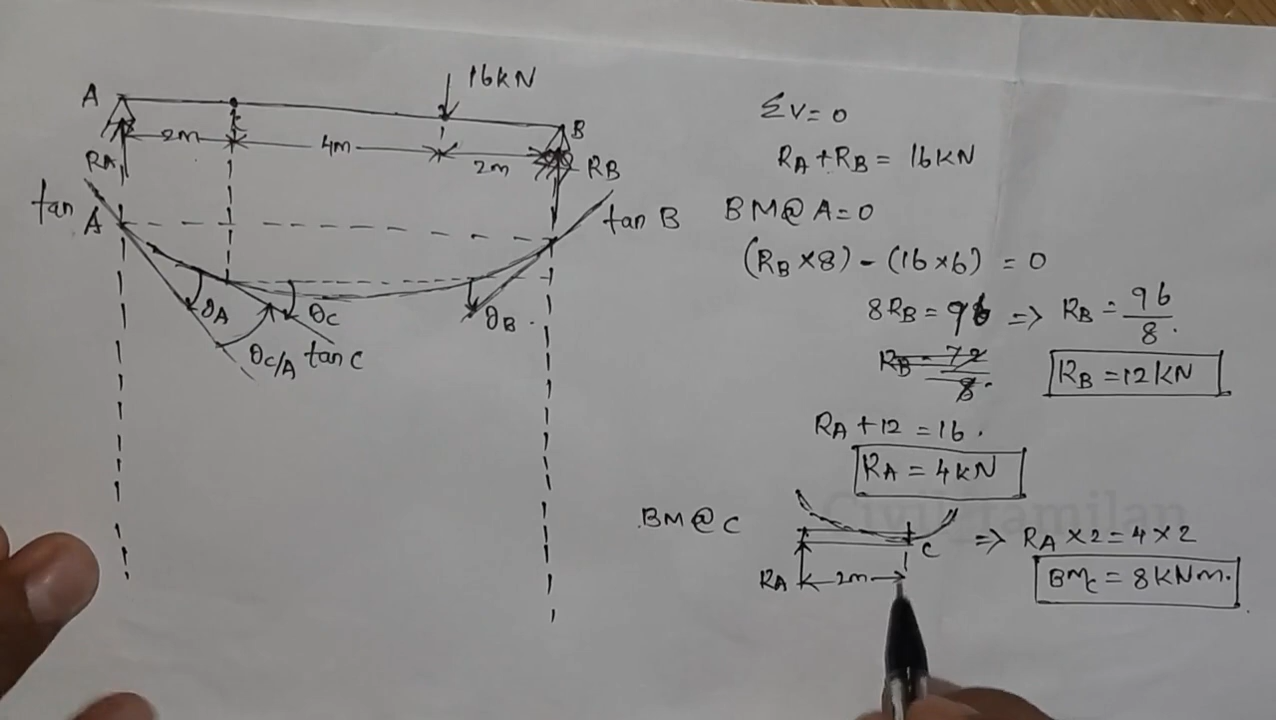 A 16KN
B
2m 4m 2m
RA RB
tan A tan B
θA θC θB
θC/A tan C
ΣV=0
RA+RB = 16KN
BM@A=0
(RB×8)-(16×6) = 0
8RB = 96 => RB = 96/8.
RB = 72/8.
RB = 12KN
RA+12 = 16.
RA = 4KN
BM@C C => RA×2=4×2
RA 2m BMC = 8KNm.
Civil tamilan